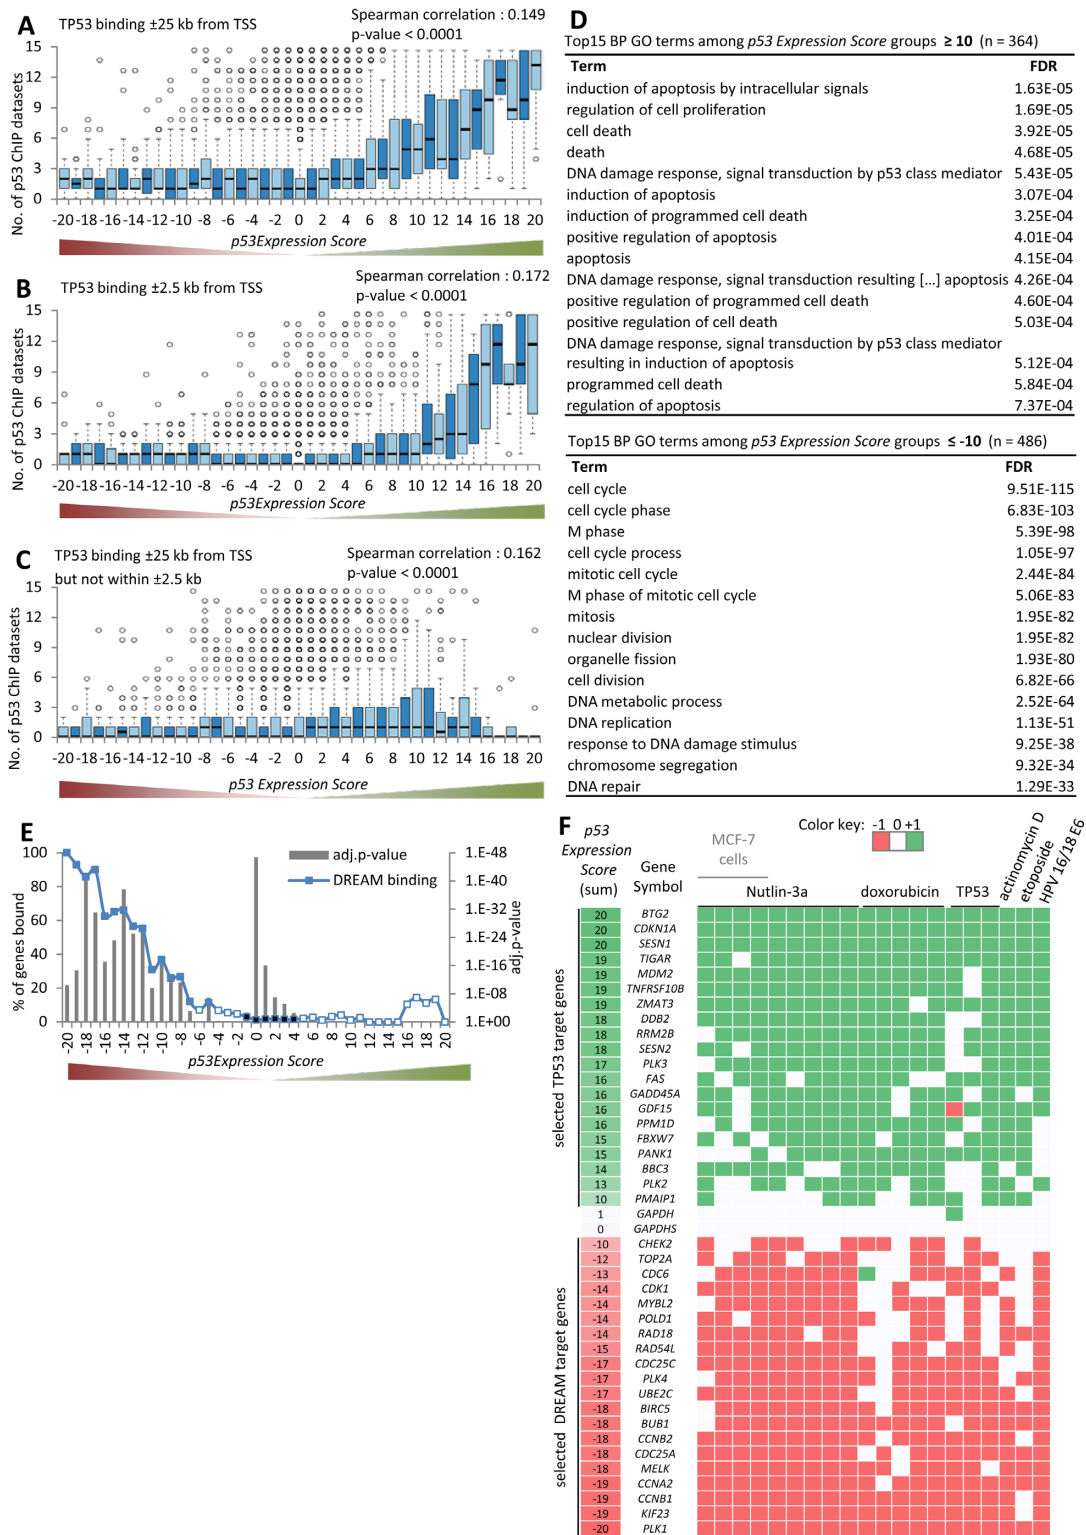 A
TP53 binding ±25 kb from TSS
Spearman correlation : 0.149
p-value < 0.0001
No. of p53 ChIP datasets
15
12
9
6
3
0
-20 -18 -16 -14 -12 -10 -8 -6 -4 -2 0 2 4 6 8 10 12 14 16 18 20
p53Expression Score
B
TP53 binding ±2.5 kb from TSS
Spearman correlation : 0.172
p-value < 0.0001
No. of p53 ChIP datasets
15
12
9
6
3
0
-20 -18 -16 -14 -12 -10 -8 -6 -4 -2 0 2 4 6 8 10 12 14 16 18 20
p53Expression Score
C
TP53 binding ±25 kb from TSS
but not within ±2.5 kb
Spearman correlation : 0.162
p-value < 0.0001
No. of p53 ChIP datasets
15
12
9
6
3
0
-20 -18 -16 -14 -12 -10 -8 -6 -4 -2 0 2 4 6 8 10 12 14 16 18 20
p53 Expression Score
D
Top15 BP GO terms among p53 Expression Score groups ≥ 10 (n = 364)
Term FDR
induction of apoptosis by intracellular signals 1.63E-05
regulation of cell proliferation 1.69E-05
cell death 3.92E-05
death 4.68E-05
DNA damage response, signal transduction by p53 class mediator 5.43E-05
induction of apoptosis 3.07E-04
induction of programmed cell death 3.25E-04
positive regulation of apoptosis 4.01E-04
apoptosis 4.15E-04
DNA damage response, signal transduction resulting [...] apoptosis 4.26E-04
positive regulation of programmed cell death 4.60E-04
positive regulation of cell death 5.03E-04
DNA damage response, signal transduction by p53 class mediator
resulting in induction of apoptosis 5.12E-04
programmed cell death 5.84E-04
regulation of apoptosis 7.37E-04
Top15 BP GO terms among p53 Expression Score groups ≤ -10 (n = 486)
Term FDR
cell cycle 9.51E-115
cell cycle phase 6.83E-103
M phase 5.39E-98
cell cycle process 1.05E-97
mitotic cell cycle 2.44E-84
M phase of mitotic cell cycle 5.06E-83
mitosis 1.95E-82
nuclear division 1.95E-82
organelle fission 1.93E-80
cell division 6.82E-66
DNA metabolic process 2.52E-64
DNA replication 1.13E-51
response to DNA damage stimulus 9.25E-38
chromosome segregation 9.32E-34
DNA repair 1.29E-33
E
adj.p-value
DREAM binding
% of genes bound
100
80
60
40
20
0
1.E-48
1.E-40
1.E-32
1.E-24
1.E-16
1.E-08
1.E+00
adj.p-value
-20 -18 -16 -14 -12 -10 -8 -6 -4 -2 0 2 4 6 8 10 12 14 16 18 20
p53Expression Score
F
p53
Expression
Score
(sum)
Gene
Symbol
Color key: -1 0 +1
MCF-7
cells
Nutlin-3a
doxorubicin
TP53
actinomycin D
etoposide
HPV 16/18 E6
selected TP53 target genes
20 BTG2
20 CDKN1A
20 SESN1
19 TIGAR
19 MDM2
19 TNFRSF10B
19 ZMAT3
18 DDB2
18 RRM2B
18 SESN2
17 PLK3
16 FAS
16 GADD45A
16 GDF15
16 PPM1D
15 FBXW7
15 PANK1
14 BBC3
13 PLK2
10 PMAIP1
1 GAPDH
0 GAPDHS
selected DREAM target genes
-10 CHEK2
-12 TOP2A
-13 CDC6
-14 CDK1
-14 MYBL2
-14 POLD1
-14 RAD18
-15 RAD54L
-17 CDC25C
-17 PLK4
-17 UBE2C
-18 BIRC5
-18 BUB1
-18 CCNB2
-18 CDC25A
-18 MELK
-19 CCNA2
-19 CCNB1
-19 KIF23
-20 PLK1